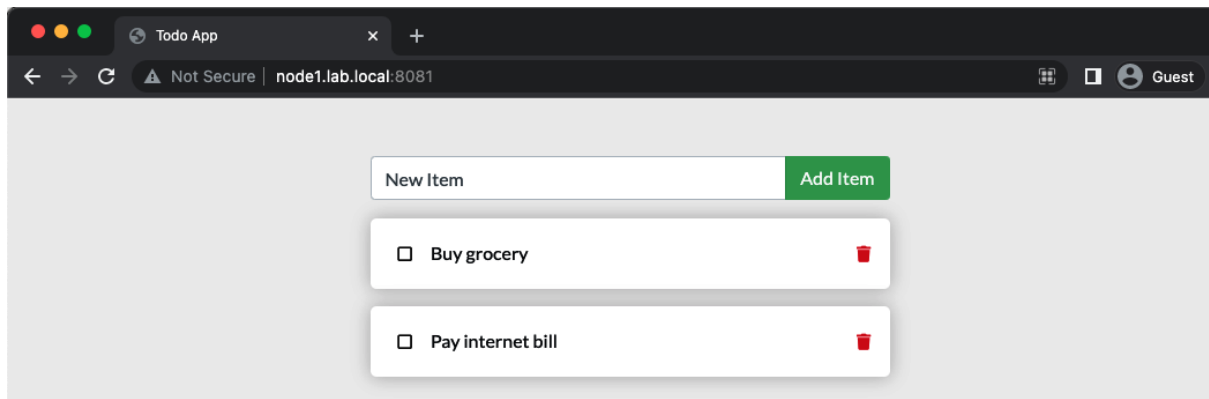 Todo App
Not Secure node1.lab.local:8081 Guest
New Item Add Item
Buy grocery
Pay internet bill